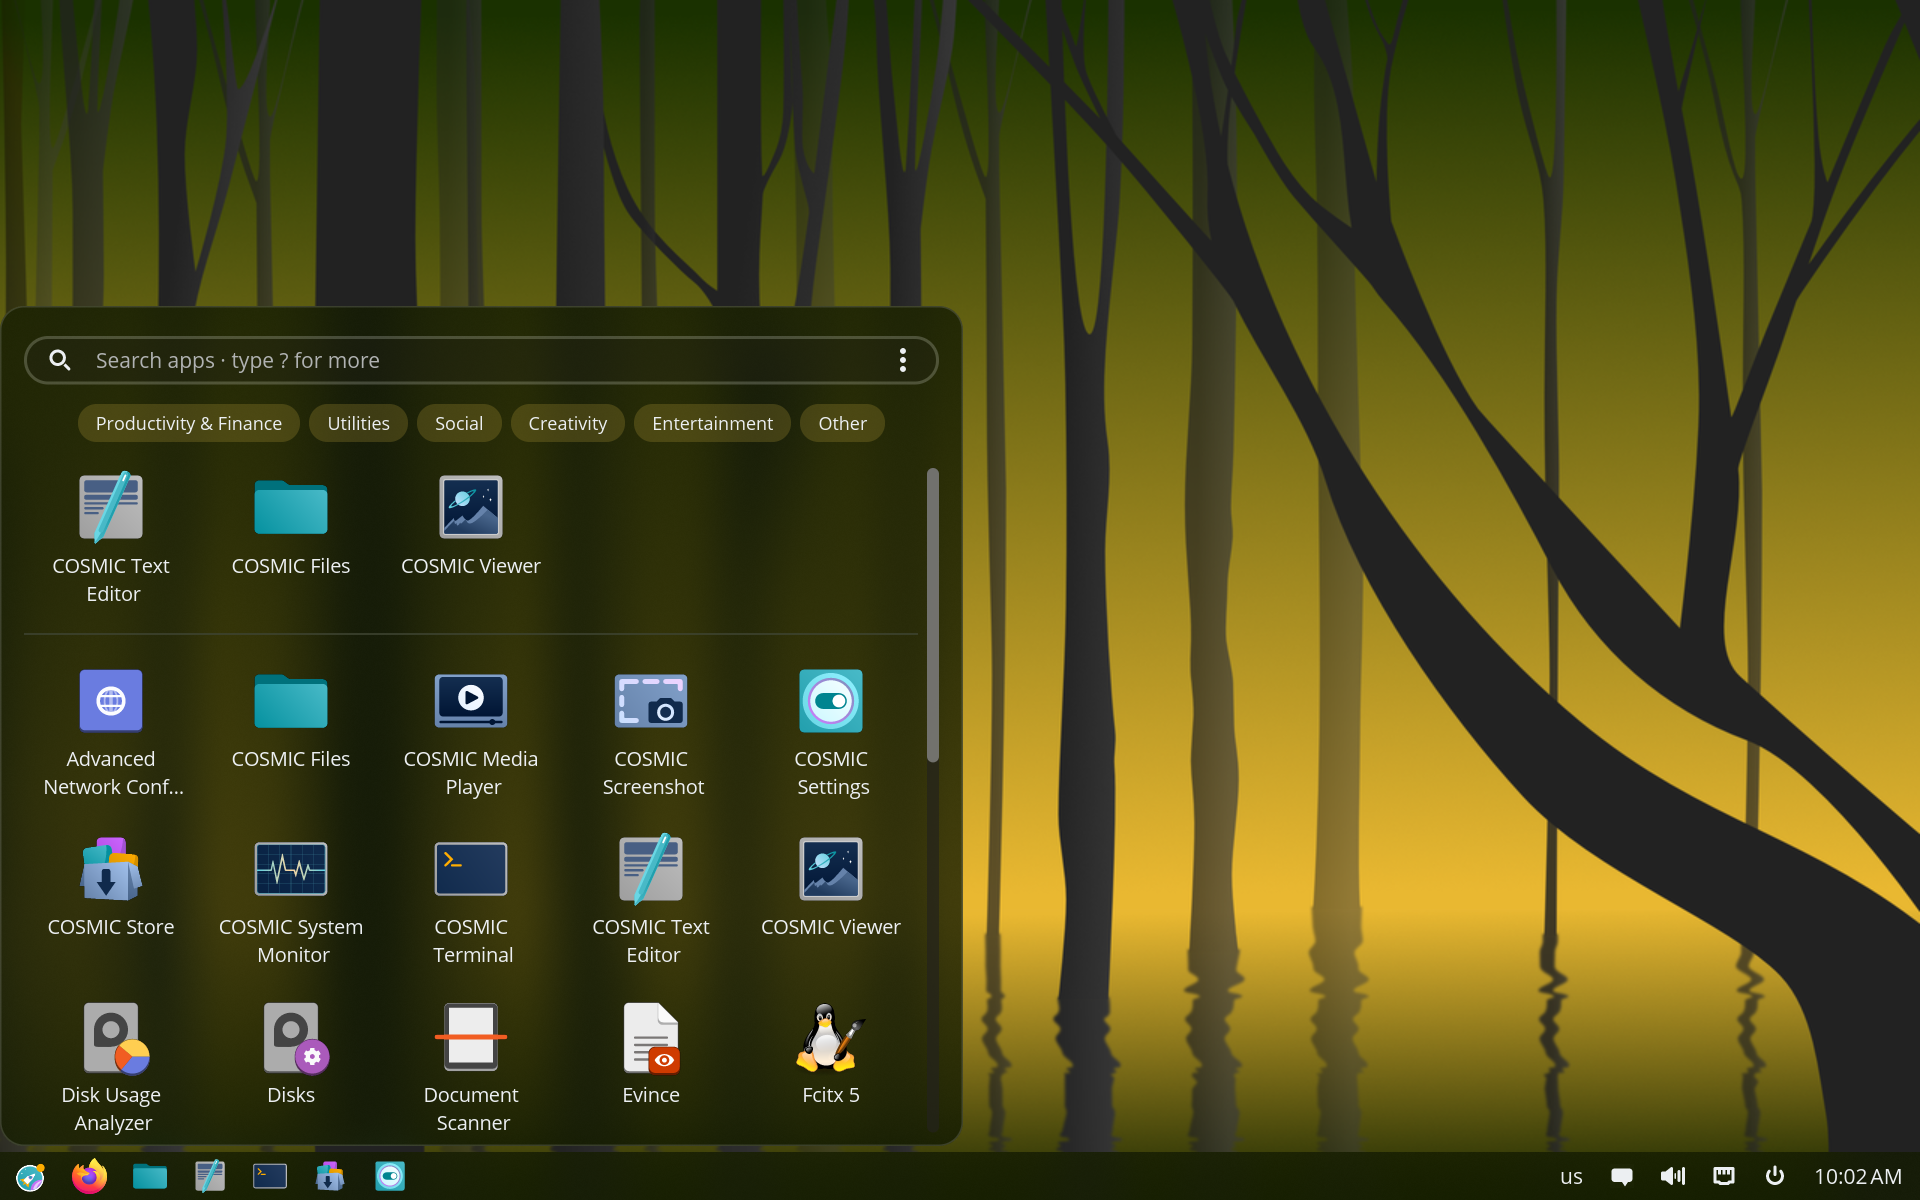 Search apps · type ? for more
Productivity & Finance
Utilities
Social
Creativity
Entertainment
Other
COSMIC Text
Editor
COSMIC Files
COSMIC Viewer
Advanced
Network Conf...
COSMIC Files
COSMIC Media
Player
COSMIC
Screenshot
COSMIC
Settings
COSMIC Store
COSMIC System
Monitor
COSMIC
Terminal
COSMIC Text
Editor
COSMIC Viewer
Disk Usage
Analyzer
Disks
Document
Scanner
Evince
Fcitx 5
us
10:02 AM